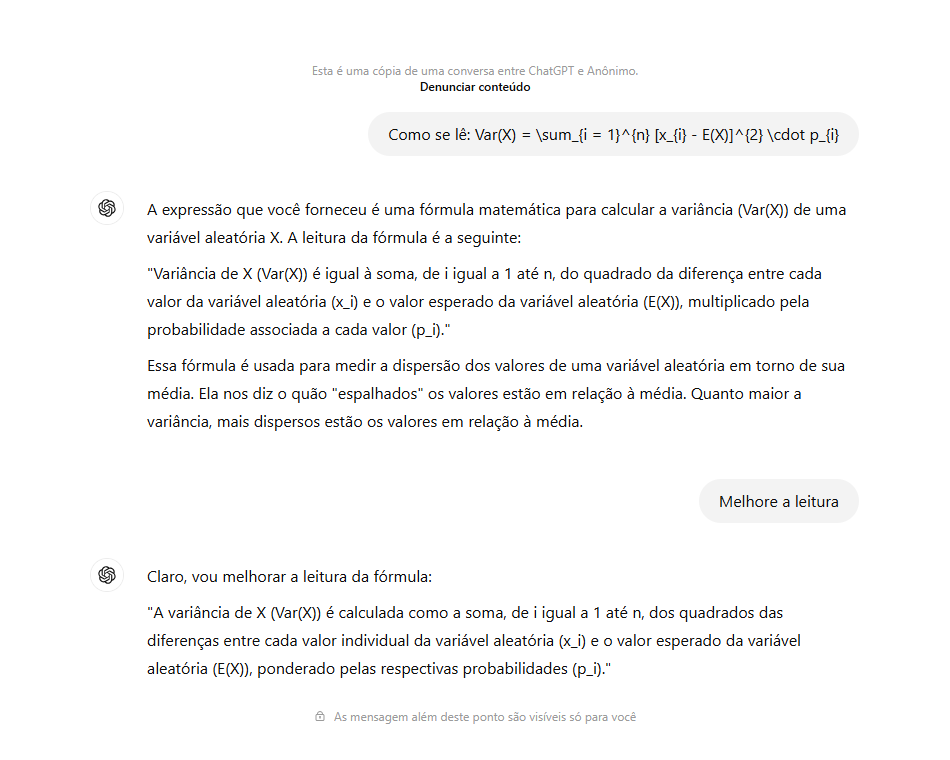 Esta é uma cópia de uma conversa entre ChatGPT e Anônimo.
Denunciar conteúdo
Como se lê: Var(X) = \sum_{i = 1}^{n} [x_{i} - E(X)]^{2} \cdot p_{i}
A expressão que você forneceu é uma fórmula matemática para calcular a variância (Var(X)) de uma
variável aleatória X. A leitura da fórmula é a seguinte:
"Variância de X (Var(X)) é igual à soma, de i igual a 1 até n, do quadrado da diferença entre cada
valor da variável aleatória (x_i) e o valor esperado da variável aleatória (E(X)), multiplicado pela
probabilidade associada a cada valor (p_i)."
Essa fórmula é usada para medir a dispersão dos valores de uma variável aleatória em torno de sua
média. Ela nos diz o quão "espalhados" os valores estão em relação à média. Quanto maior a
variância, mais dispersos estão os valores em relação à média.
Melhore a leitura
Claro, vou melhorar a leitura da fórmula:
"A variância de X (Var(X)) é calculada como a soma, de i igual a 1 até n, dos quadrados das
diferenças entre cada valor individual da variável aleatória (x_i) e o valor esperado da variável
aleatória (E(X)), ponderado pelas respectivas probabilidades (p_i)."
As mensagem além deste ponto são visíveis só para você